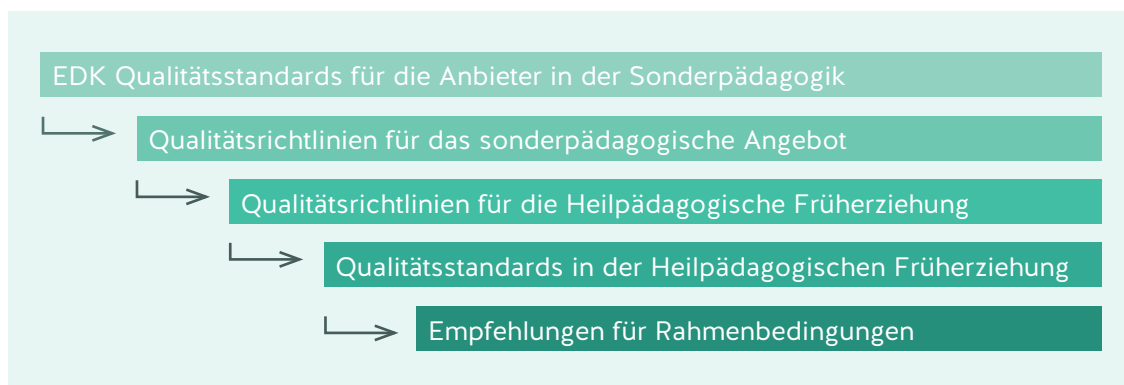 EDK Qualitätsstandards für die Anbieter in der Sonderpädagogik
Qualitätsrichtlinien für das sonderpädagogische Angebot
Qualitätsrichtlinien für die Heilpädagogische Früherziehung
Qualitätsstandards in der Heilpädagogischen Früherziehung
Empfehlungen für Rahmenbedingungen